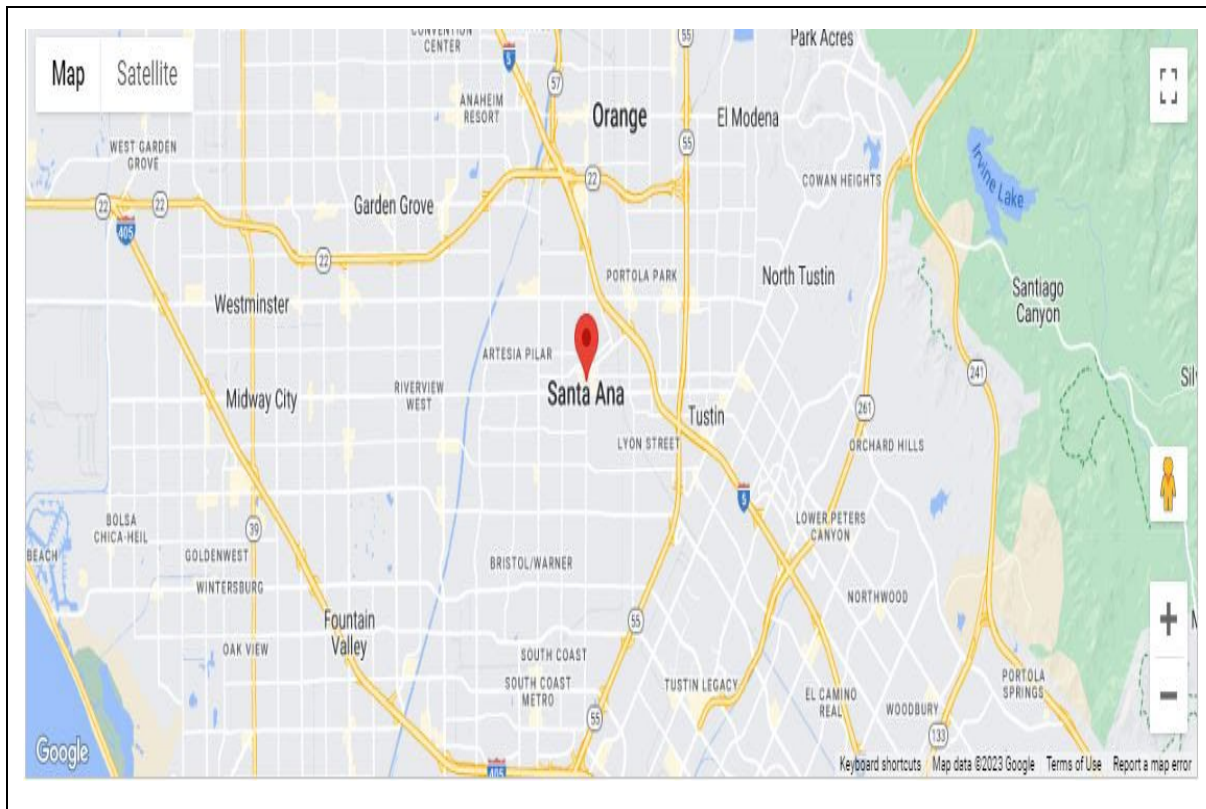 CONVENTION
CENTER
55
Park Acres
Map
Satellite
5
57
ANAHEIM
RESORT
Orange
El Modena
55
WEST GARDEN
GROVE
Irvine Lake
22
COWAN HEIGHTS
22
22
Garden Grove
405
22
PORTOLA PARK
North Tustin
Westminster
Santiago
Canyon
ARTESIA PILAR
241
Midway City
RIVERVIEW
WEST
Santa Ana
261
Tustin
LYON STREET
ORCHARD HILLS
5
BOLSA
CHICA-HEIL
39
LOWER PETERS
CANYON
BEACH
GOLDENWEST
BRISTOL/WARNER
WINTERSBURG
NORTHWOOD
Fountain
Valley
55
OAK VIEW
SOUTH COAST
SOUTH COAST
METRO
TUSTIN LEGACY
EL CAMINO
REAL
WOODBURY
PORTOLA
SPRINGS
55
133
Google
405
Keyboard shortcuts
Map data ©2023 Google
Terms of Use
Report a map error